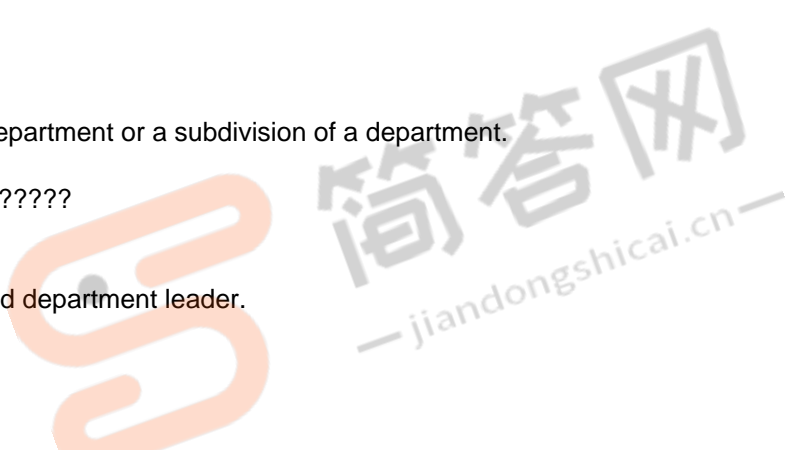 epartment or a subdivision of a department.
?????
d department leader.
简答网
jiandongshicai.cn